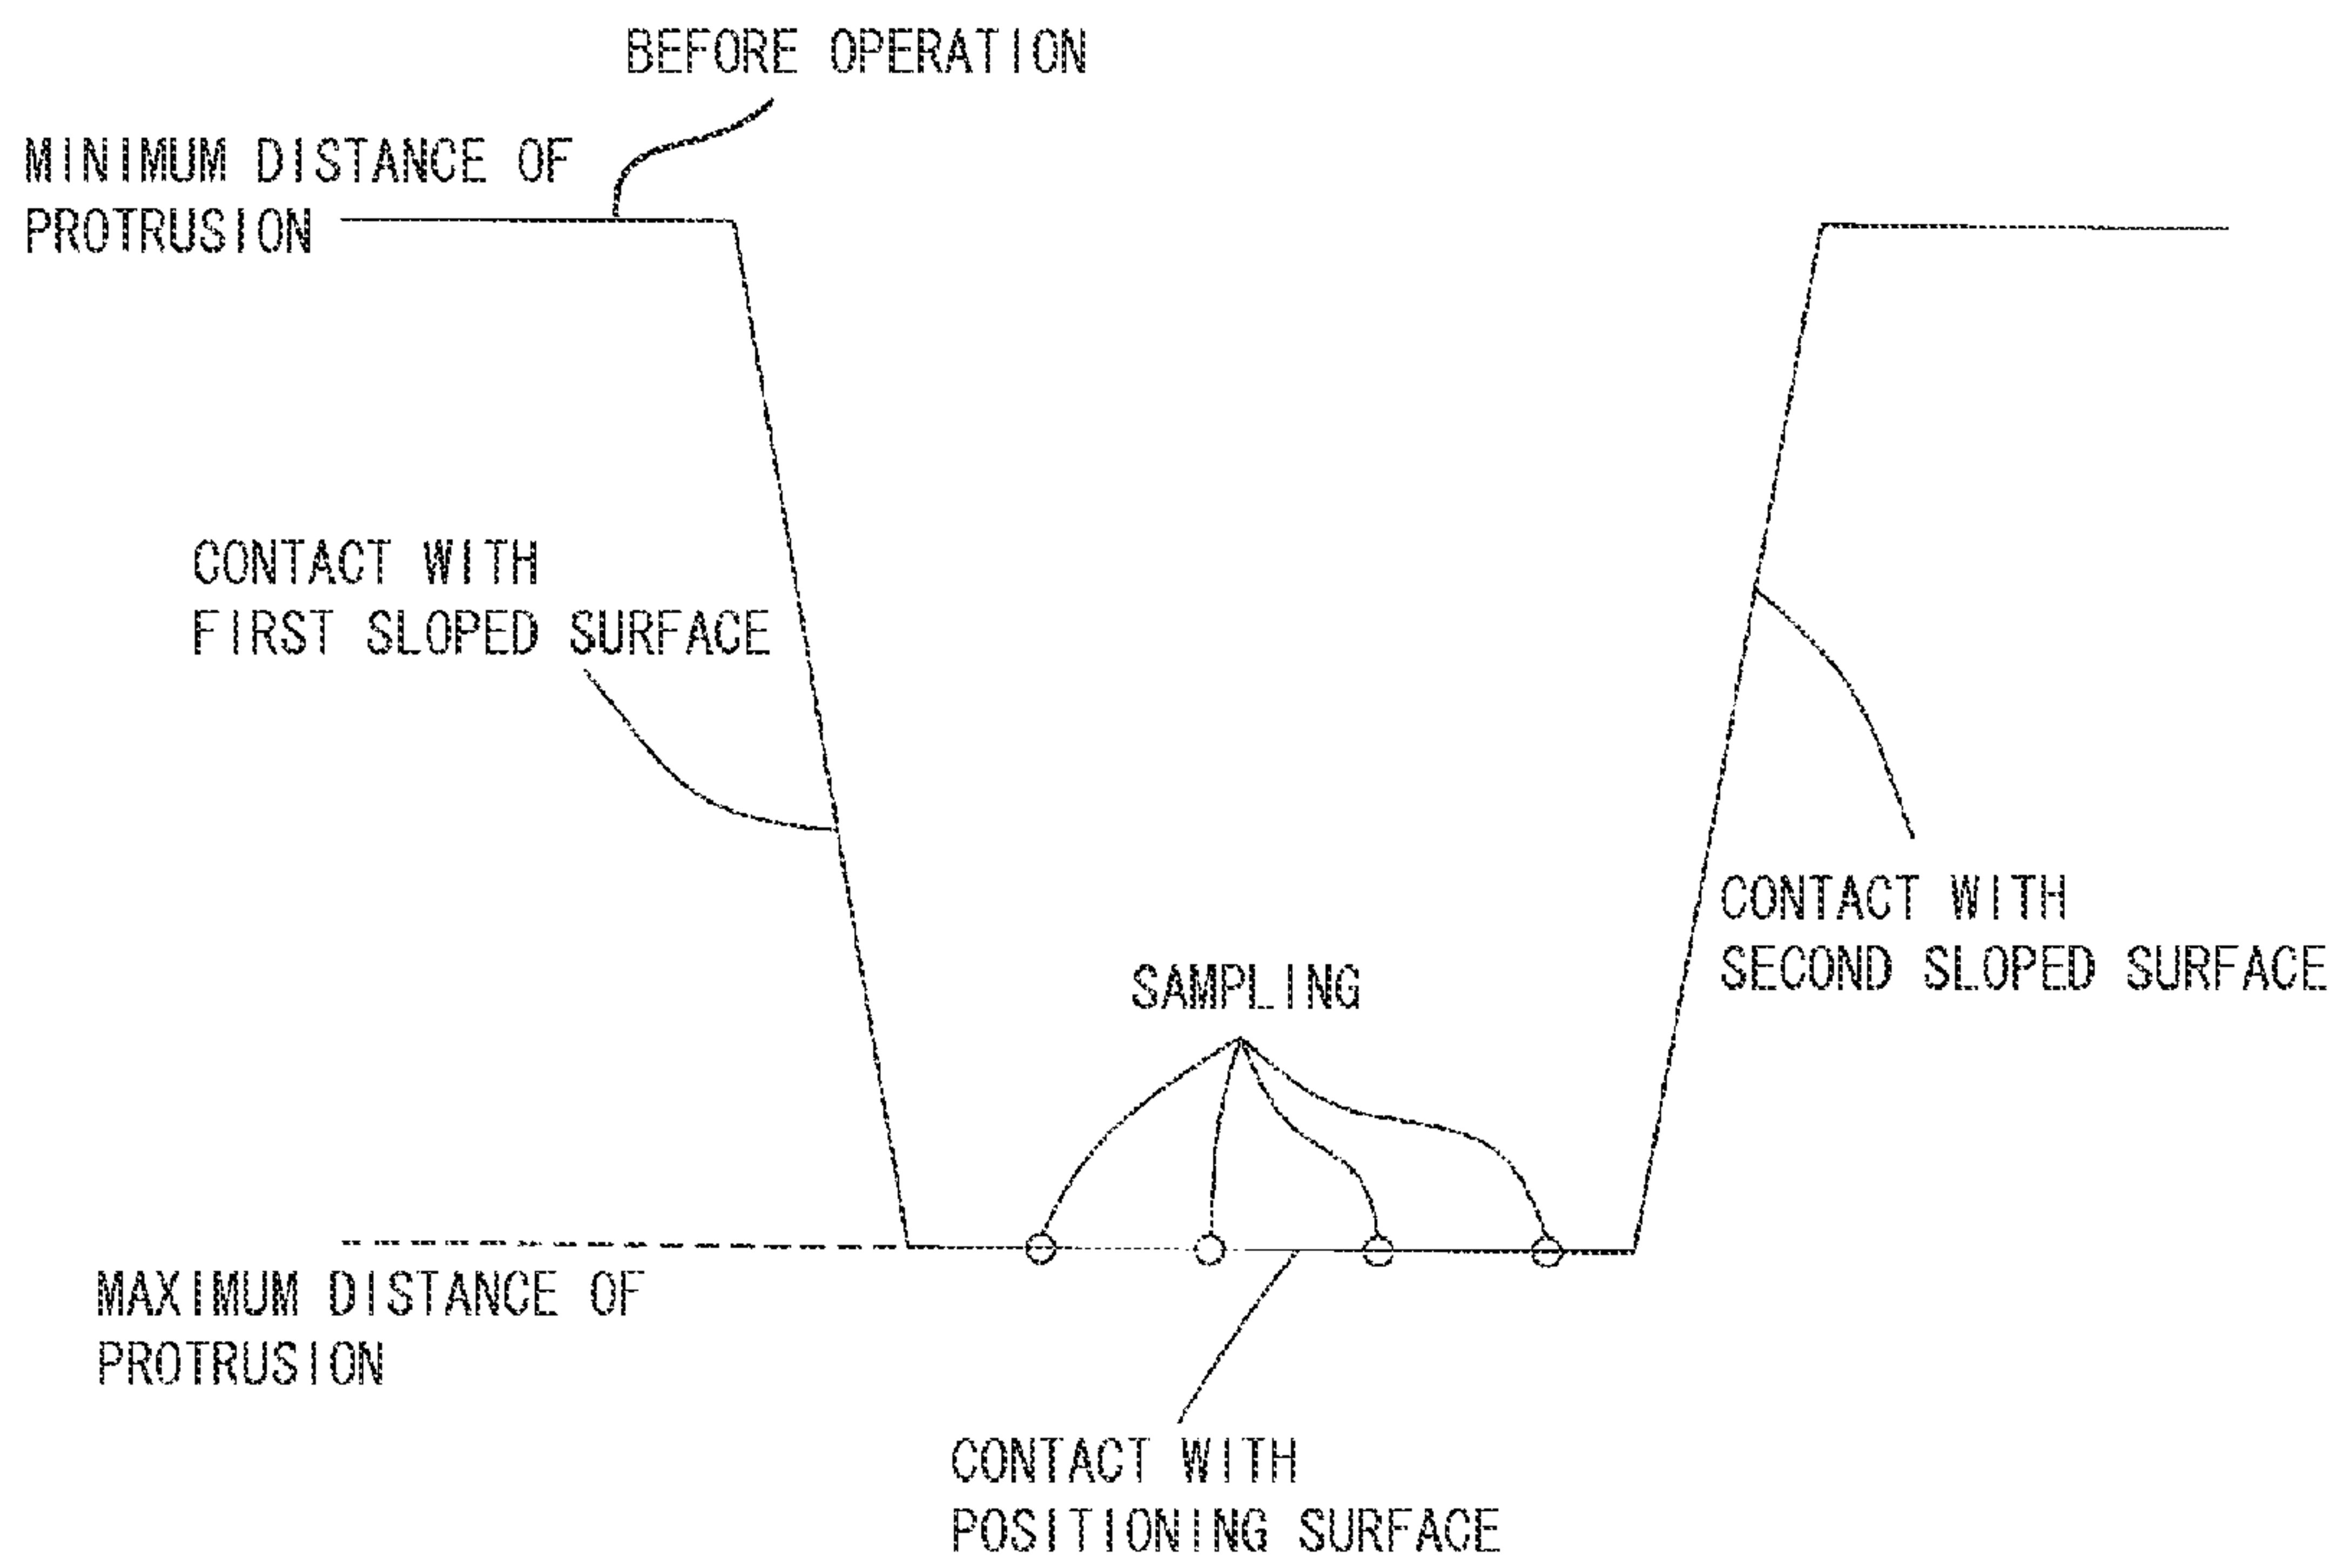 BEFORE OPERATION
MINIMUM DISTANCE OF
PROTRUSION
CONTACT WITH
FIRST SLOPED SURFACE
CONTACT WITH
SECOND SLOPED SURFACE
SAMPLING
MAXIMUM DISTANCE OF
PROTRUSION
CONTACT WITH
POSITIONING SURFACE